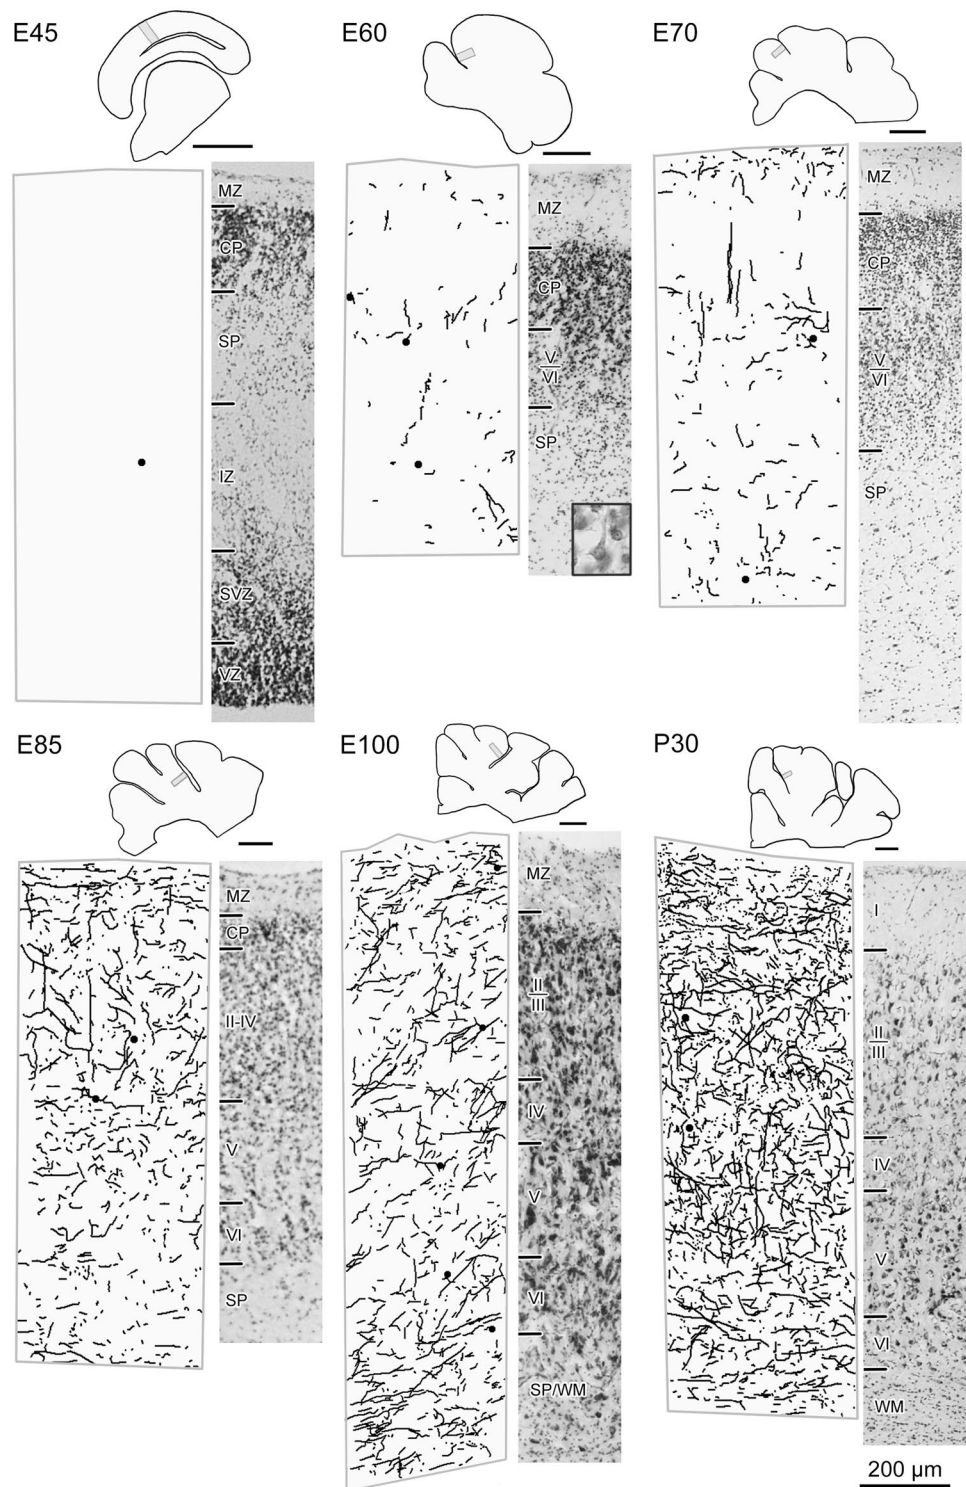 E45
E60
E70
MZ
CP
SP
IZ
SVZ
VZ
MZ
CP
V
VI
SP
MZ
CP
V
VI
SP
E85
E100
P30
MZ
CP
II-IV
V
VI
SP
MZ
II
III
IV
V
VI
SP/WM
I
II
III
IV
V
VI
WM
200 µm